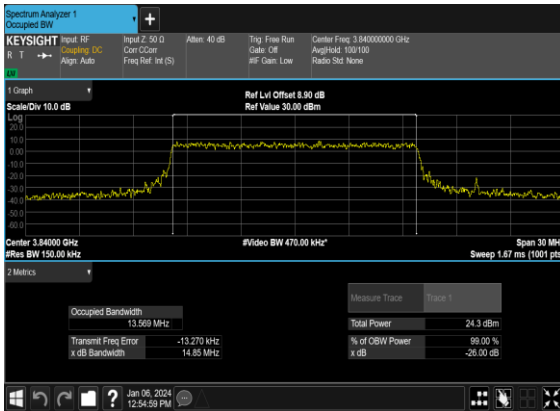 Spectrum Analyzer 1
Occupied BW
KEYSIGHT
R T
LXI
Input: RF
Coupling: DC
Align: Auto
Input Z: 50 Ω
Corr CCorr
Freq Ref: Int (S)
Atten: 40 dB
Trig: Free Run
Gate: Off
#IF Gain: Low
Center Freq: 3.840000000 GHz
Avg|Hold: 100/100
Radio Std: None
1 Graph
Scale/Div 10.0 dB
Ref Lvl Offset 8.90 dB
Ref Value 30.00 dBm
Log
20.0
10.0
0.00
-10.0
-20.0
-30.0
-40.0
-50.0
-60.0
Center 3.84000 GHz
#Res BW 150.00 kHz
#Video BW 470.00 kHz*
Span 30 MH
Sweep 1.67 ms (1001 pts
2 Metrics
Occupied Bandwidth
13.569 MHz
Transmit Freq Error -13.270 kHz
x dB Bandwidth 14.85 MHz
Measure Trace Trace 1
Total Power 24.3 dBm
% of OBW Power 99.00 %
x dB -26.00 dB
Jan 06, 2024
12:54:59 PM